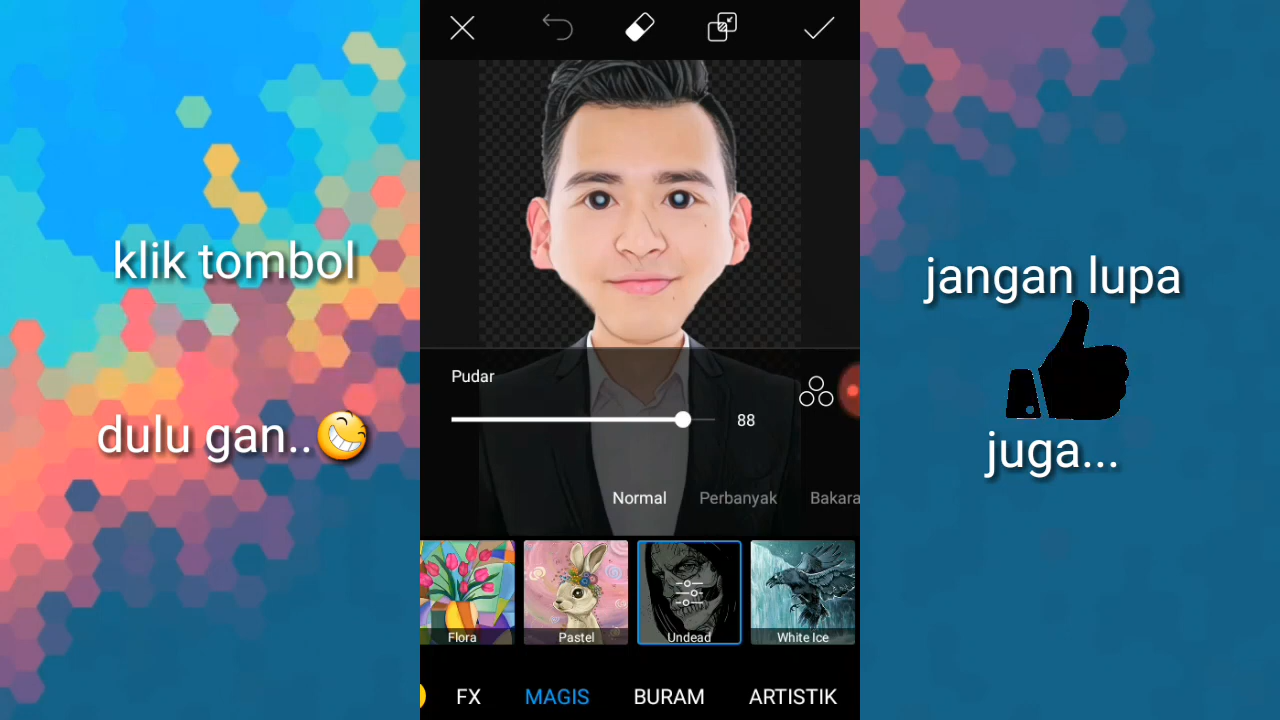 klik tombol
dulu gan..
Pudar
88
Normal Perbanyak Bakara
Flora Pastel Undead White Ice
FX MAGIS BURAM ARTISTIK
jangan lupa
juga...